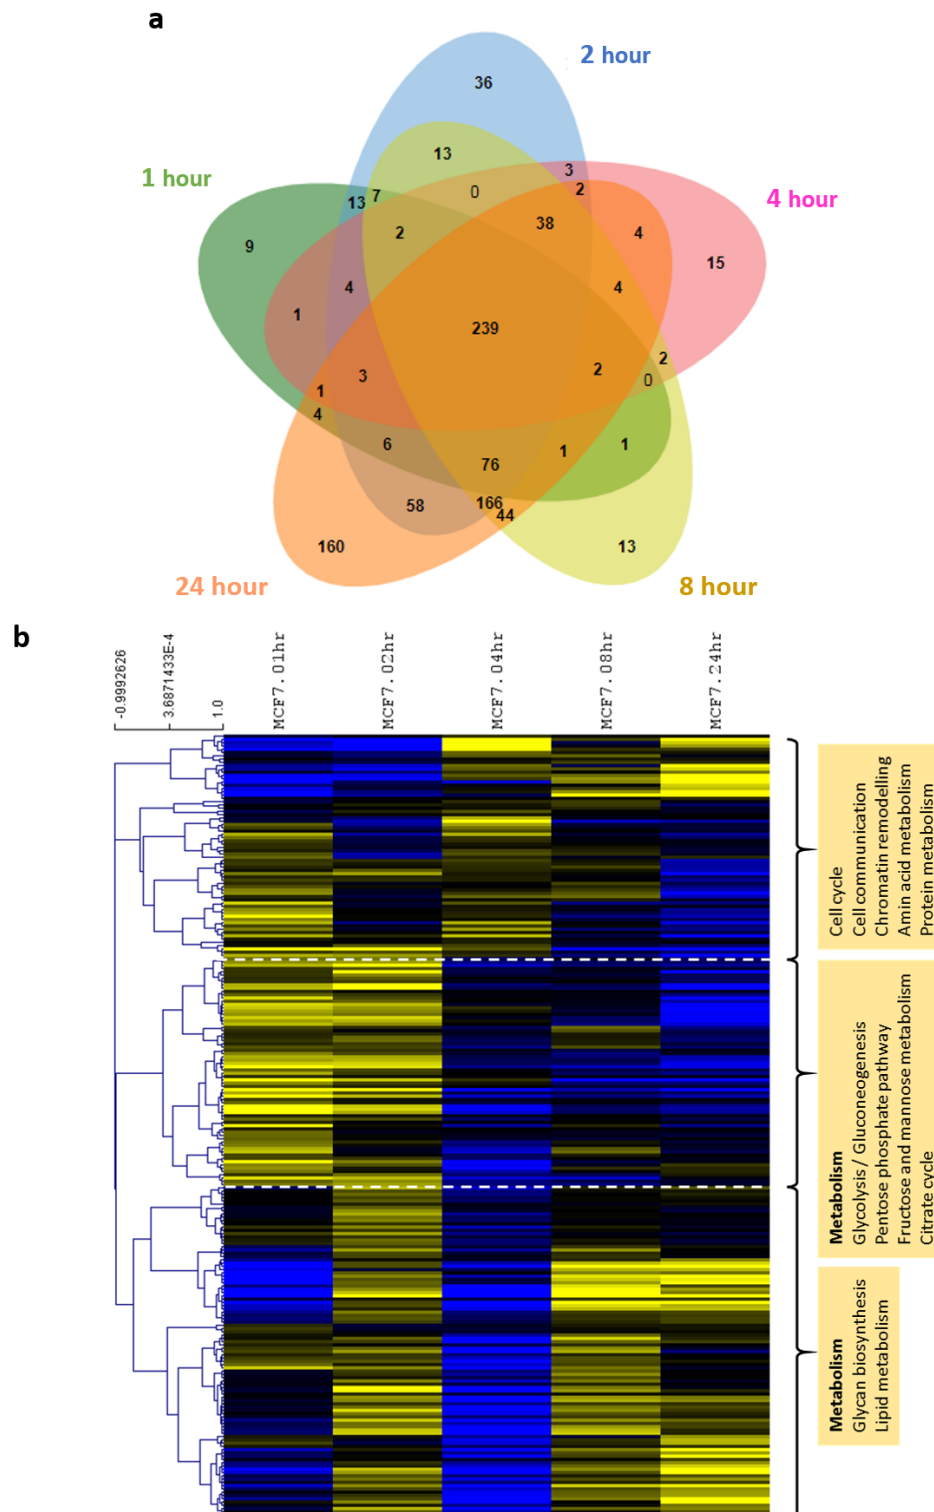 a
2 hour
36
13
3
1 hour
0
2
13
7
4 hour
38
2
4
9
15
4
4
1
239
2
2
3
0
1
4
6
1
1
76
58
166
44
160
13
24 hour
8 hour
b
-0.9992626
3.6871433E-4
1.0
MCF7.01hr
MCF7.02hr
MCF7.04hr
MCF7.08hr
MCF7.24hr
Cell cycle
Cell communication
Chromatin remodelling
Amin acid metabolism
Protein metabolism
Metabolism
Glycolysis / Gluconeogenesis
Pentose phosphate pathway
Fructose and mannose metabolism
Citrate cycle
Metabolism
Glycan biosynthesis
Lipid metabolism